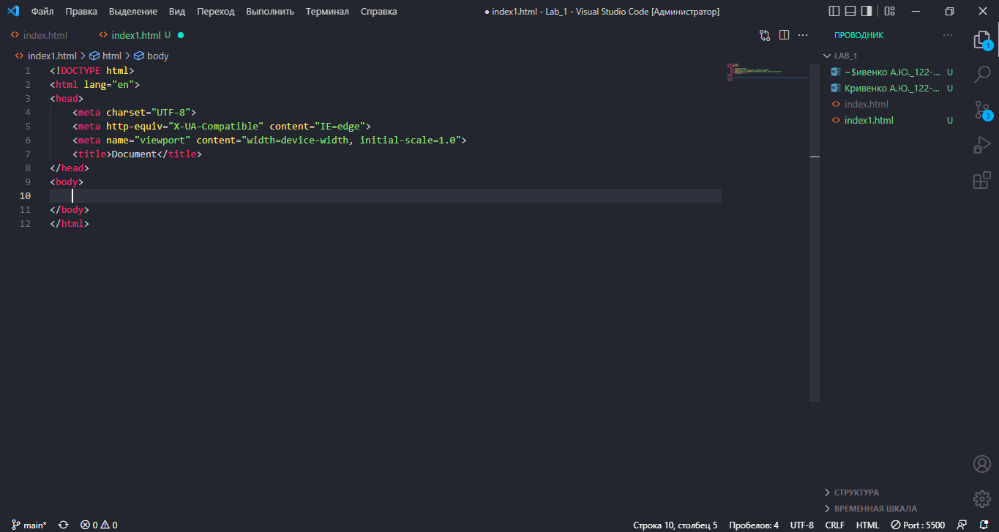 Файл Правка Выделение Вид Переход Выполнить Терминал Справка ● index1.html - Lab_1 - Visual Studio Code [Администратор]
index.html index1.html U
index1.html > html > body
1 <!DOCTYPE html>
2 <html lang="en">
3 <head>
4 <meta charset="UTF-8">
5 <meta http-equiv="X-UA-Compatible" content="IE=edge">
6 <meta name="viewport" content="width=device-width, initial-scale=1.0">
7 <title>Document</title>
8 </head>
9 <body>
10
11 </body>
12 </html>
ПРОВОДНИК
LAB_1
~$ивенко А.Ю._122-... U
Кривенко А.Ю._122-... U
index.html
index1.html U
1
3
СТРУКТУРА
ВРЕМЕННАЯ ШКАЛА
main* 0 0 Строка 10, столбец 5 Пробелов: 4 UTF-8 CRLF HTML Port : 5500